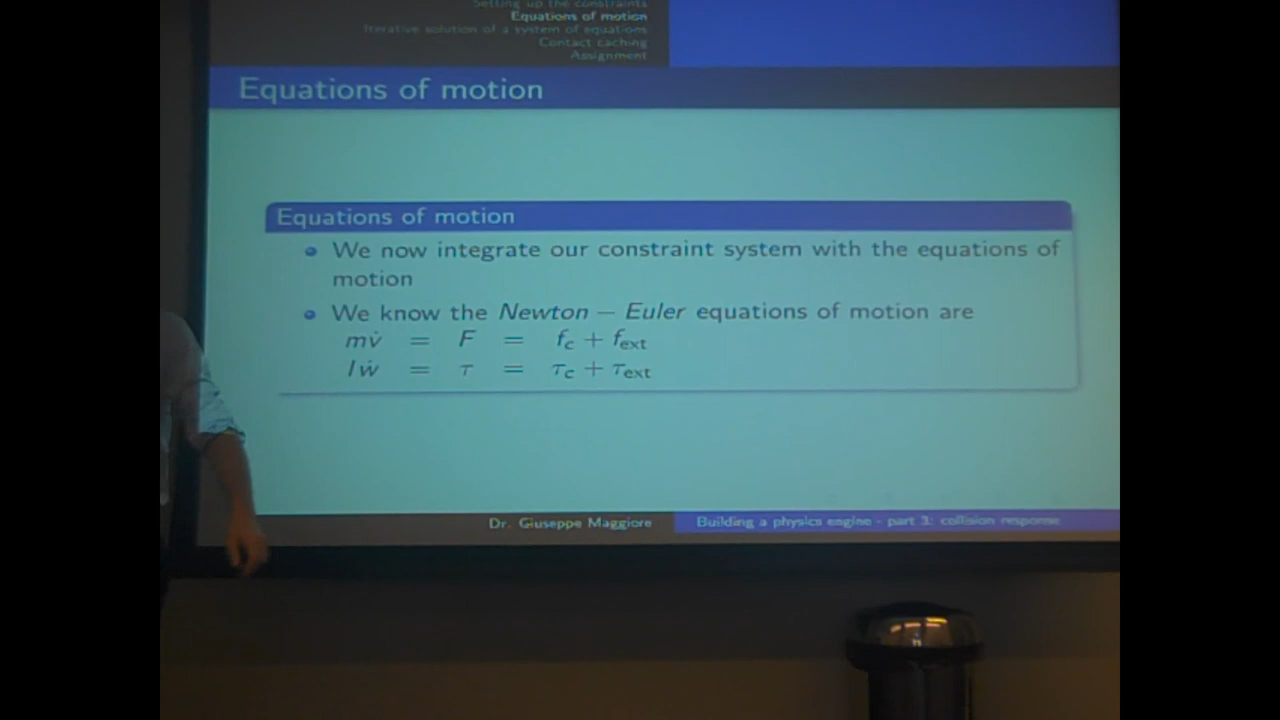 Setting up the constraints
Equations of motion
Iterative solution of a system of equations
Contact caching
Assignment
Equations of motion
Equations of motion
We now integrate our constraint system with the equations of
motion
We know the Newton – Euler equations of motion are
mv̇ = F = f_c + f_ext
Iẇ = τ = τ_c + τ_ext
Dr. Giuseppe Maggiore
Building a physics engine - part 3: collision response